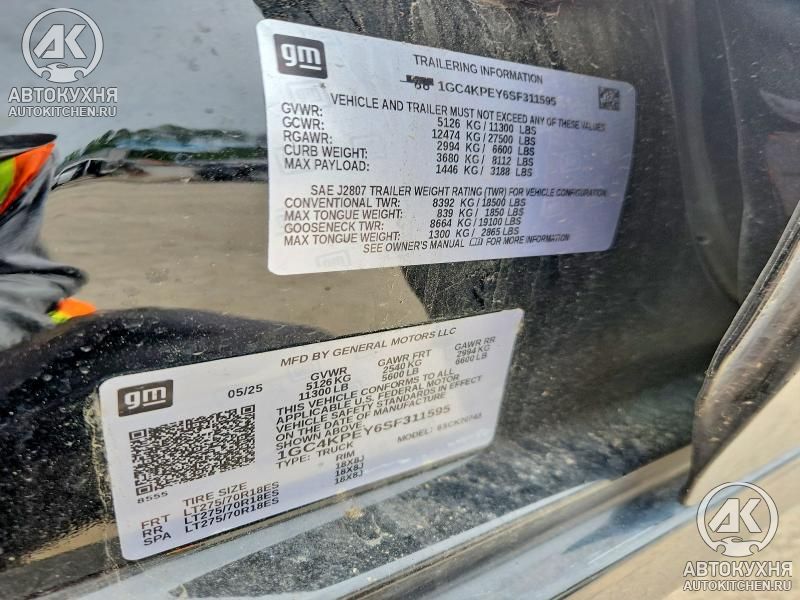 АК
АВТОКУХНЯ
AUTOKITCHEN.RU
gm
TRAILERING INFORMATION
1GC4KPEY6SF311595
VEHICLE AND TRAILER MUST NOT EXCEED ANY OF THESE VALUES
GVWR: 5126 KG / 11300 LBS
GCWR: 12474 KG / 27500 LBS
RGAWR: 2994 KG / 6600 LBS
CURB WEIGHT: 3680 KG / 8112 LBS
MAX PAYLOAD: 1446 KG / 3188 LBS
SAE J2807 TRAILER WEIGHT RATING (TWR) FOR VEHICLE CONFIGURATION
CONVENTIONAL TWR: 8392 KG / 18500 LBS
MAX TONGUE WEIGHT: 839 KG / 1850 LBS
GOOSENECK TWR: 8664 KG / 19100 LBS
MAX TONGUE WEIGHT: 1300 KG / 2865 LBS
SEE OWNER'S MANUAL FOR MORE INFORMATION
gm
MFD BY GENERAL MOTORS LLC
05/25 GVWR GAWR FRT GAWR RR
5126 KG 2540 KG 2994 KG
11300 LB 5600 LB 6600 LB
THIS VEHICLE CONFORMS TO ALL
APPLICABLE U.S. FEDERAL MOTOR
VEHICLE SAFETY STANDARDS IN EFFECT
ON THE DATE OF MANUFACTURE
SHOWN ABOVE.
1GC4KPEY6SF311595
TYPE: TRUCK MODEL:
8555
TIRE SIZE RIM
FRT LT275/70R18ES 18X8J
RR LT275/70R18ES 18X8J
SPA LT275/70R18ES 18X8J
АК
АВТОКУХНЯ
AUTOKITCHEN.RU